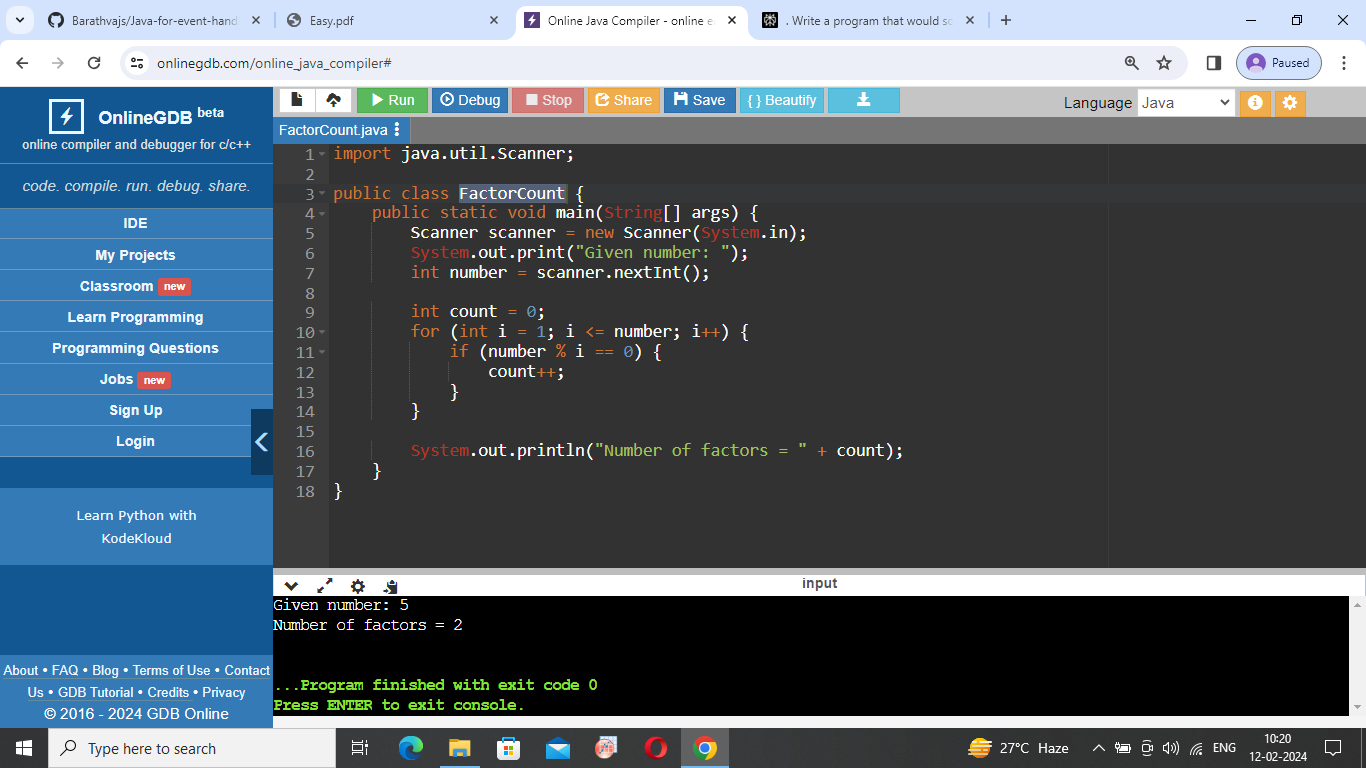 Barathvajs/Java-for-event-hand
Easy.pdf
Online Java Compiler - online e
. Write a program that would so
onlinegdb.com/online_java_compiler#
Paused
OnlineGDB beta
online compiler and debugger for c/c++
code. compile. run. debug. share.
IDE
My Projects
Classroom new
Learn Programming
Programming Questions
Jobs new
Sign Up
Login
Learn Python with
KodeKloud
About • FAQ • Blog • Terms of Use • Contact
Us • GDB Tutorial • Credits • Privacy
© 2016 - 2024 GDB Online
Run Debug Stop Share Save { } Beautify
Language Java
FactorCount.java
1 import java.util.Scanner;
2
3 public class FactorCount {
4 public static void main(String[] args) {
5 Scanner scanner = new Scanner(System.in);
6 System.out.print("Given number: ");
7 int number = scanner.nextInt();
8
9 int count = 0;
10 for (int i = 1; i <= number; i++) {
11 if (number % i == 0) {
12 count++;
13 }
14 }
15
16 System.out.println("Number of factors = " + count);
17 }
18 }
input
Given number: 5
Number of factors = 2
...Program finished with exit code 0
Press ENTER to exit console.
Type here to search
27°C Haze
ENG
10:20
12-02-2024